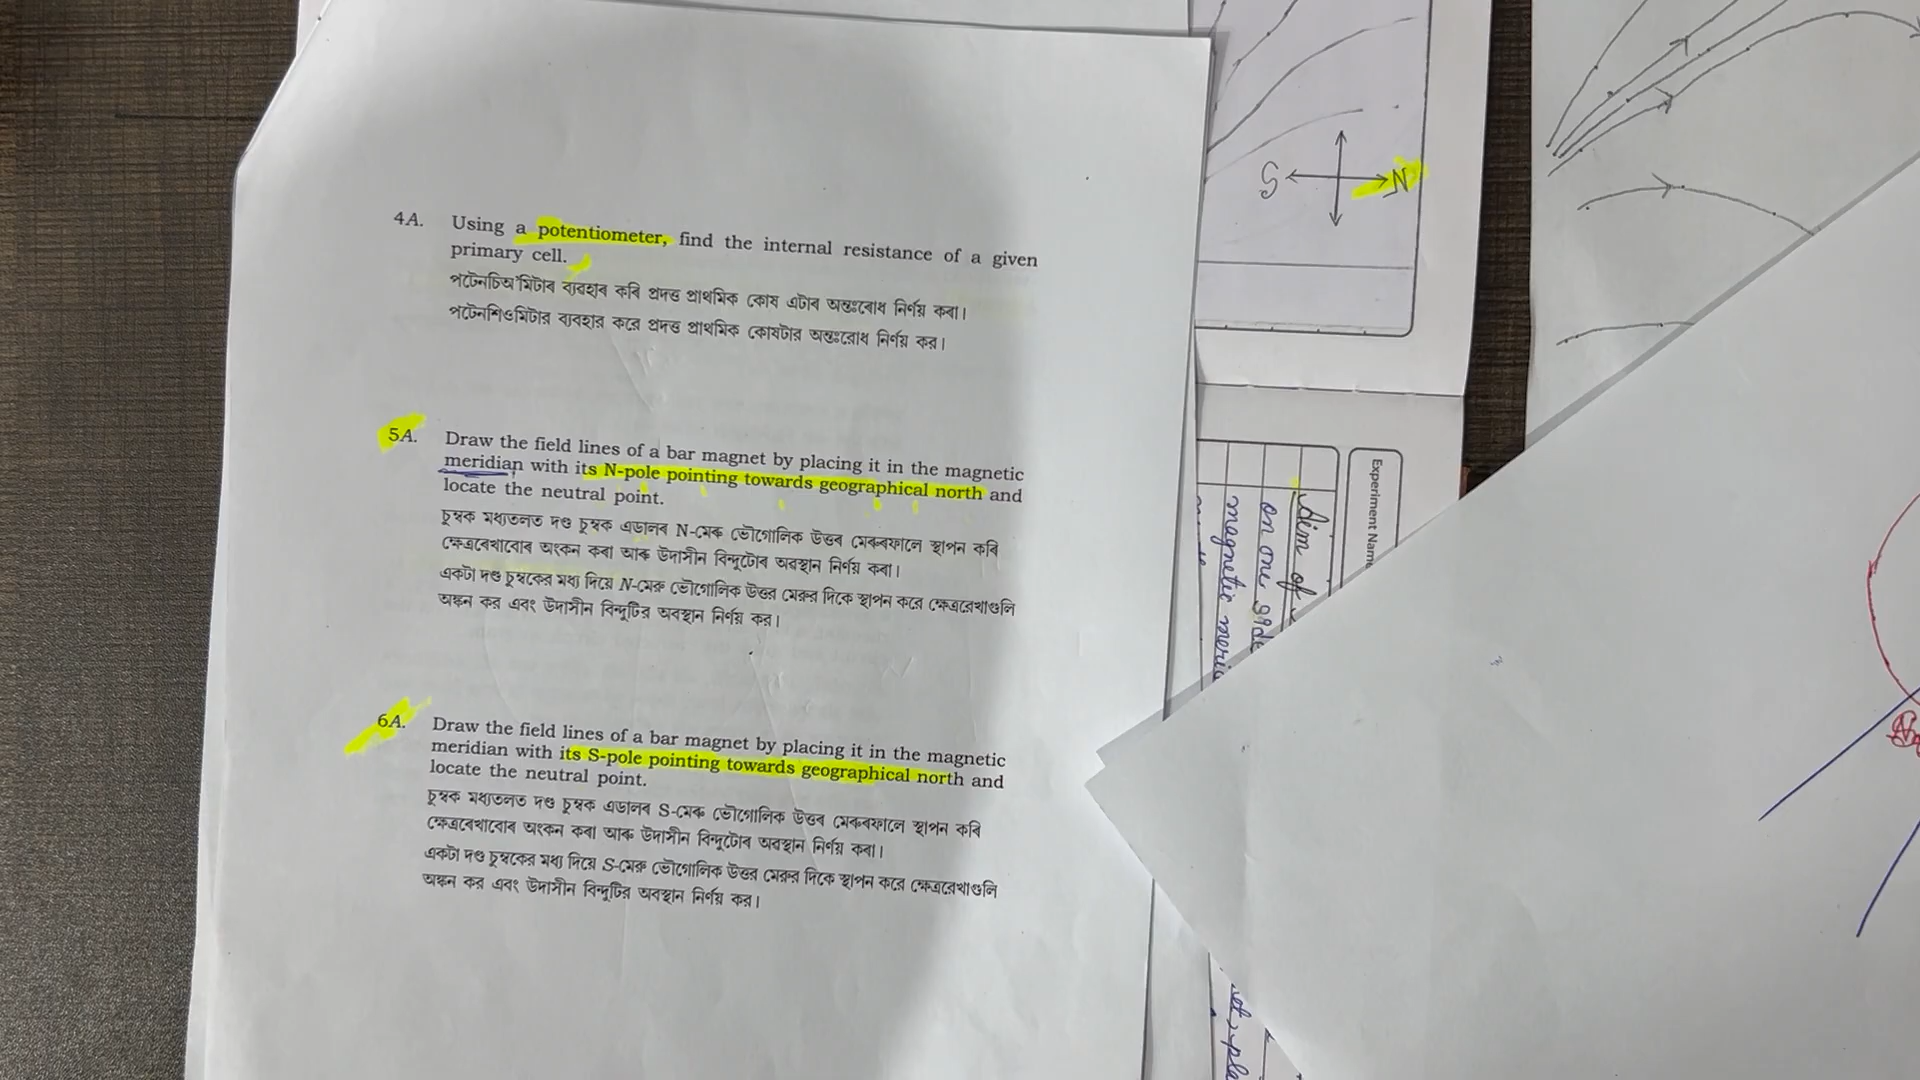 4A. Using a potentiometer, find the internal resistance of a given
primary cell.
পটেনচিঅ'মিটাৰ ব্যৱহাৰ কৰি প্ৰদত্ত প্ৰাথমিক কোষ এটাৰ অন্তঃৰোধ নিৰ্ণয় কৰা।
পটেনশিওমিটার ব্যবহার করে প্রদত্ত প্রাথমিক কোষটার অন্তঃরোধ নির্ণয় কর।
5A. Draw the field lines of a bar magnet by placing it in the magnetic
meridian with its N-pole pointing towards geographical north and
locate the neutral point.
চুম্বক মধ্যতলত দণ্ড চুম্বক এডালৰ N-মেৰু ভৌগোলিক উত্তৰ মেৰুৰফালে স্থাপন কৰি
ক্ষেত্ৰৰেখাবোৰ অংকন কৰা আৰু উদাসীন বিন্দুটোৰ অৱস্থান নিৰ্ণয় কৰা।
একটা দণ্ড চুম্বকের মধ্য দিয়ে N-মেরু ভৌগোলিক উত্তর মেরুর দিকে স্থাপন করে ক্ষেত্ররেখাগুলি
অঙ্কন কর এবং উদাসীন বিন্দুটির অবস্থান নির্ণয় কর।
6A. Draw the field lines of a bar magnet by placing it in the magnetic
meridian with its S-pole pointing towards geographical north and
locate the neutral point.
চুম্বক মধ্যতলত দণ্ড চুম্বক এডালৰ S-মেৰু ভৌগোলিক উত্তৰ মেৰুৰফালে স্থাপন কৰি
ক্ষেত্ৰৰেখাবোৰ অংকন কৰা আৰু উদাসীন বিন্দুটোৰ অৱস্থান নিৰ্ণয় কৰা।
একটা দণ্ড চুম্বকের মধ্য দিয়ে S-মেরু ভৌগোলিক উত্তর মেরুর দিকে স্থাপন করে ক্ষেত্ররেখাগুলি
অঙ্কন কর এবং উদাসীন বিন্দুটির অবস্থান নির্ণয় কর।
S N
Experiment Name
Aim of
on one side
magnetic